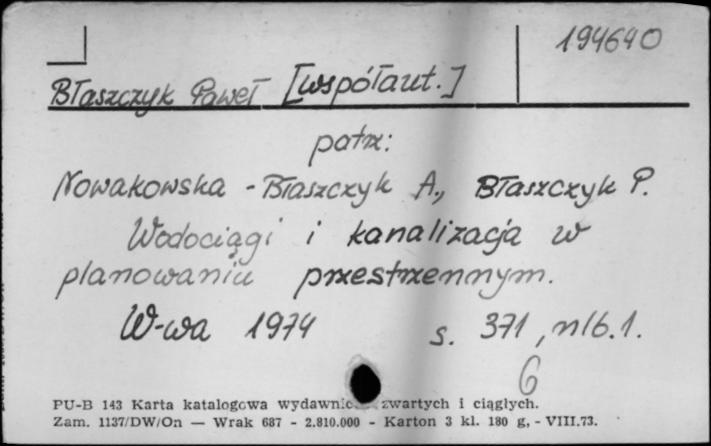 194640
Błaszczyk Paweł [współaut.]
patrz:
Nowakowska - Błaszczyk A., Błaszczyk P.
Wodociągi i kanalizacja w
planowaniu przestrzennym.
W-wa 1974 s. 371, nlb. 1.
6
PU-B 143 Karta katalogowa wydawnic zwartych i ciągłych.
Zam. 1137/DW/On — Wrak 687 - 2.810.000 - Karton 3 kl. 180 g, - VIII.73.